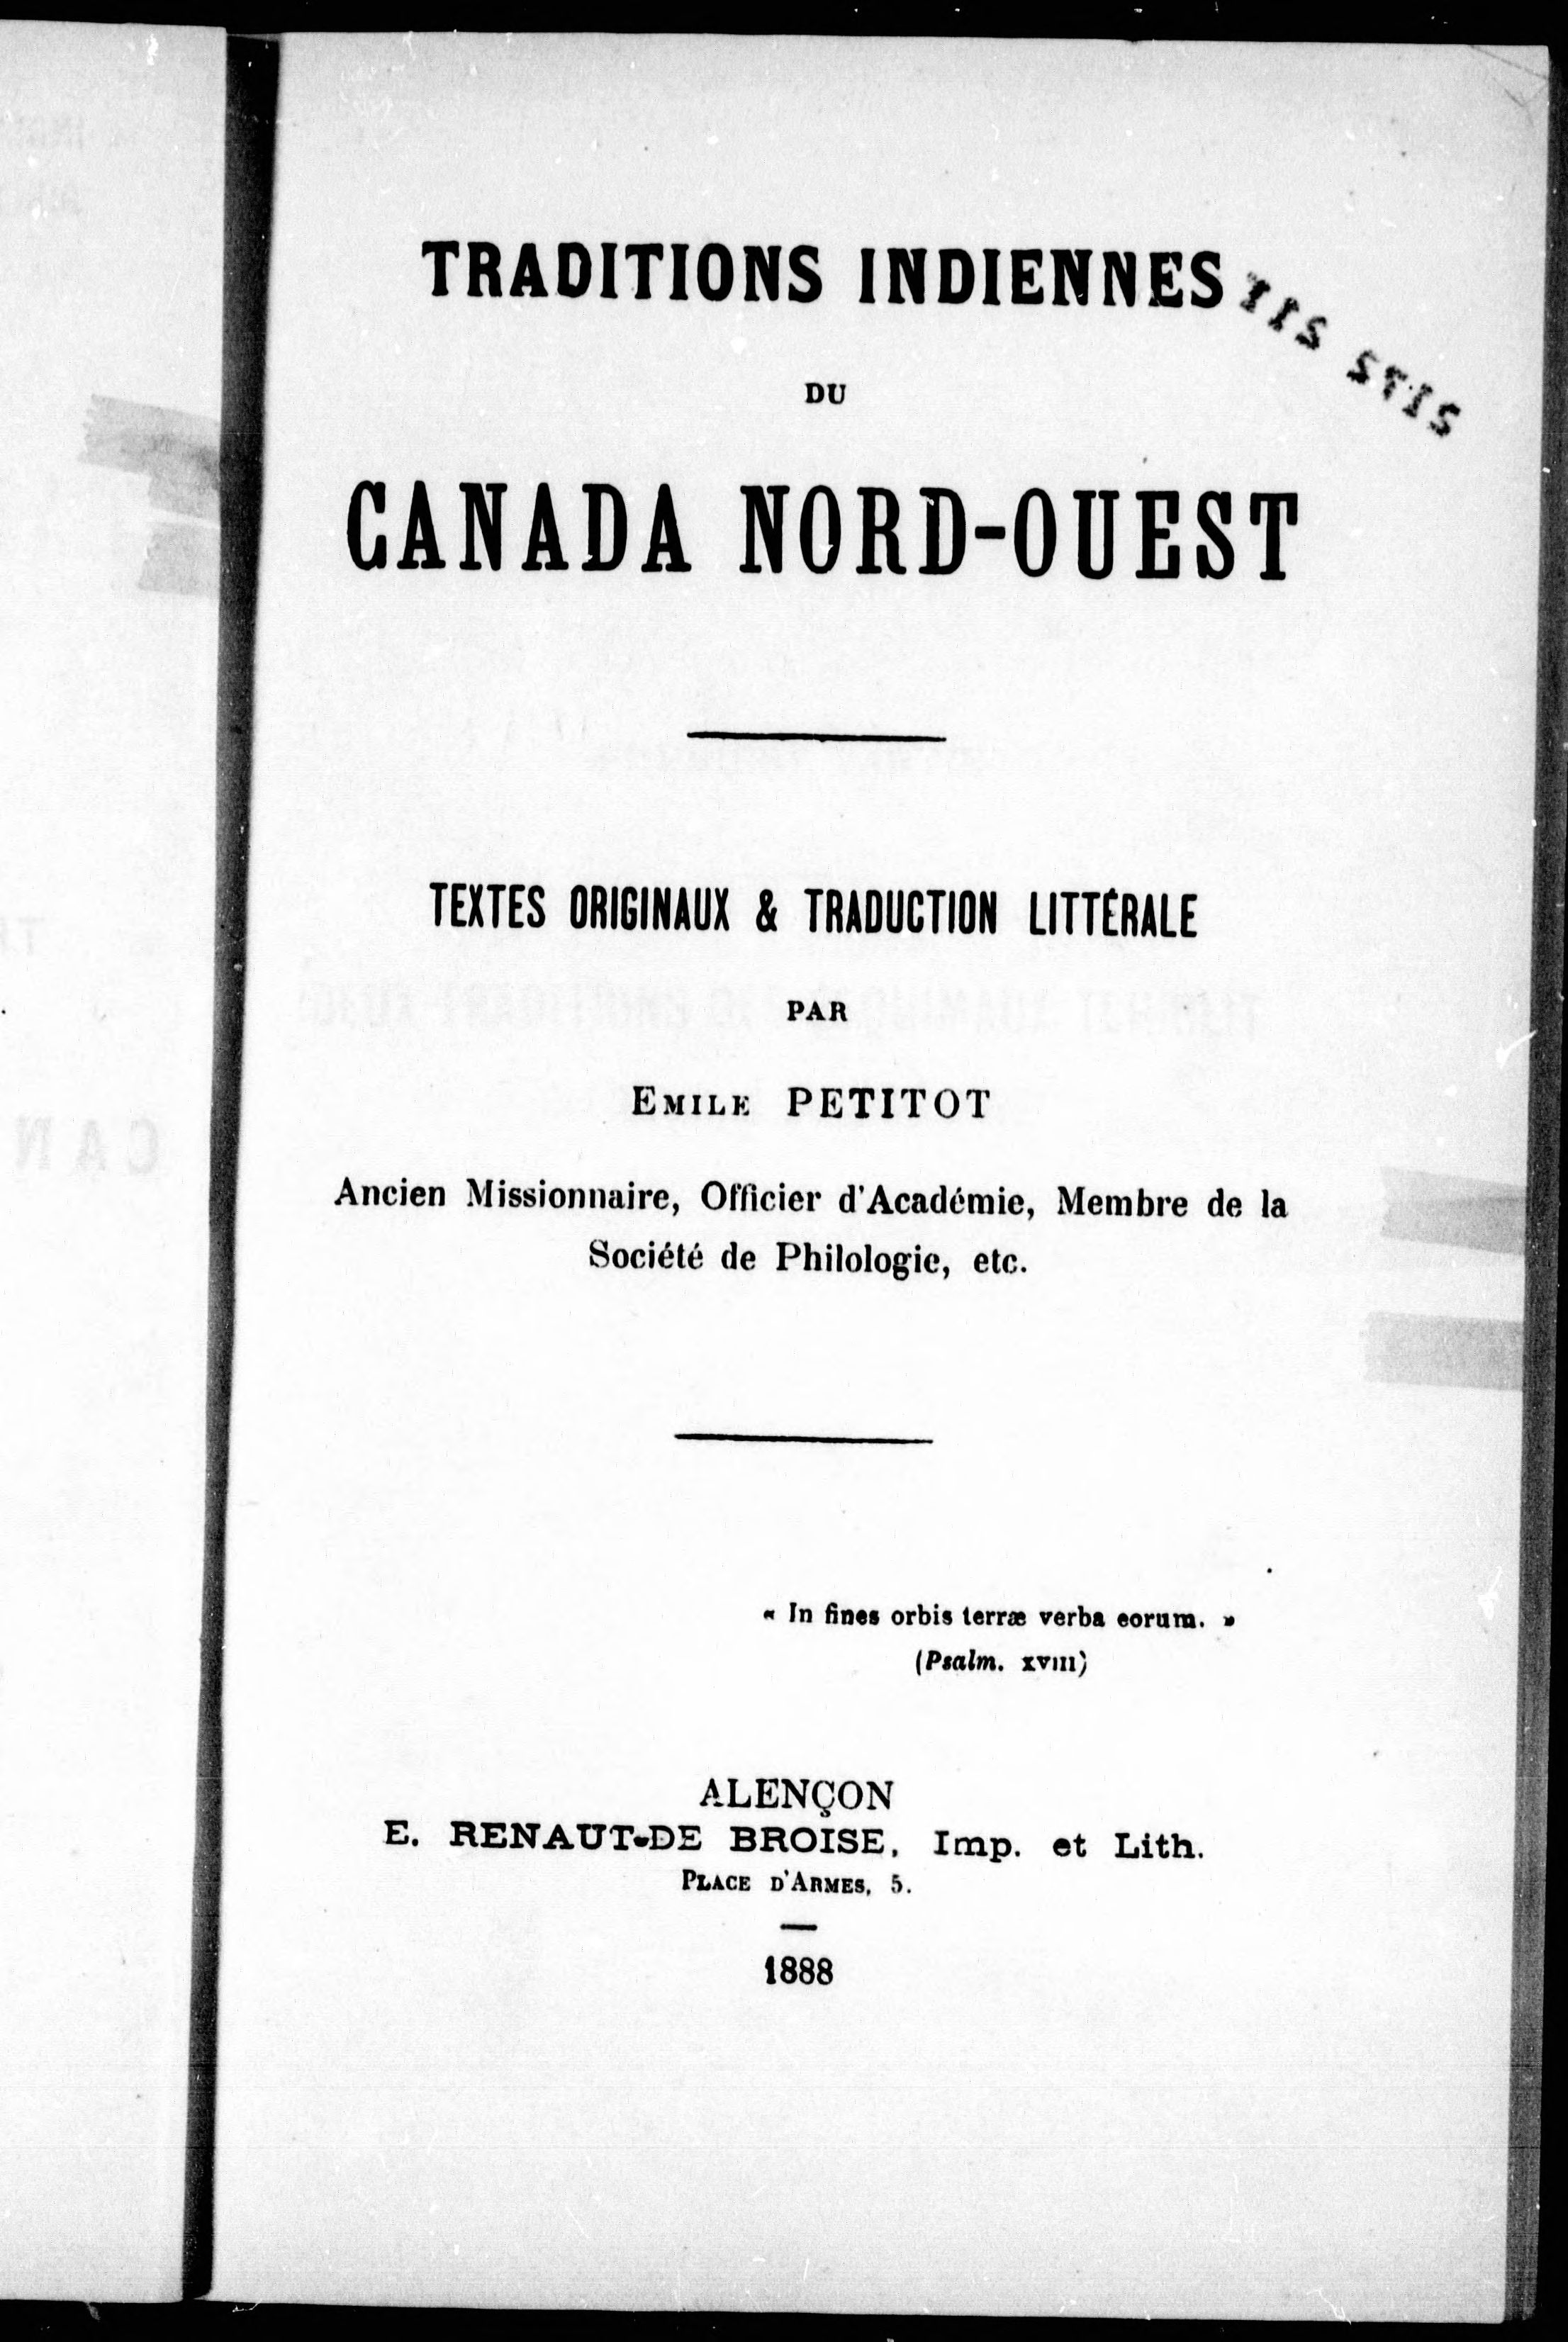 TRADITIONS INDIENNES
DU
CANADA NORD-OUEST
TEXTES ORIGINAUX & TRADUCTION LITTÉRALE
PAR
EMILE PETITOT
Ancien Missionnaire, Officier d'Académie, Membre de la
Société de Philologie, etc.
« In fines orbis terræ verba eorum. »
(Psalm. XVIII)
ALENÇON
E. RENAUT-DE BROISE, Imp. et Lith.
PLACE D'ARMES, 5.
1888